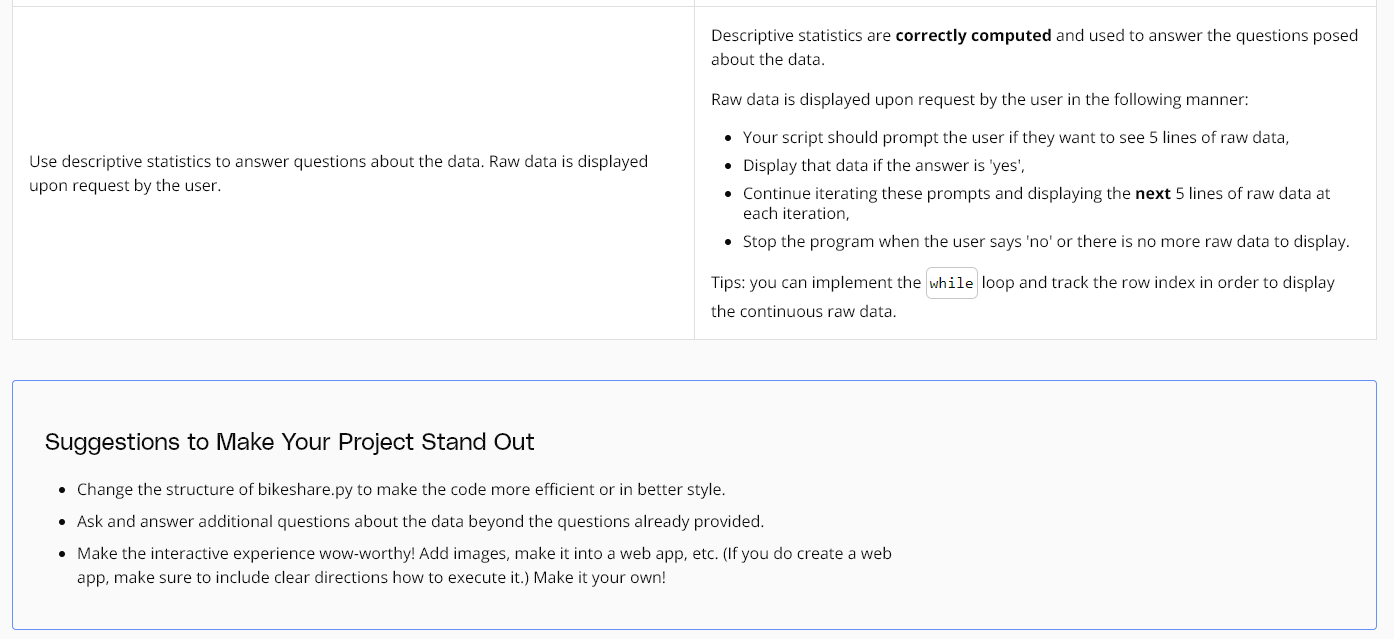 Use descriptive statistics to answer questions about the data. Raw data is displayed
upon request by the user.
Descriptive statistics are correctly computed and used to answer the questions posed
about the data.
Raw data is displayed upon request by the user in the following manner:
• Your script should prompt the user if they want to see 5 lines of raw data,
• Display that data if the answer is 'yes',
• Continue iterating these prompts and displaying the next 5 lines of raw data at
each iteration,
• Stop the program when the user says 'no' or there is no more raw data to display.
Tips: you can implement the while loop and track the row index in order to display
the continuous raw data.
Suggestions to Make Your Project Stand Out
• Change the structure of bikeshare.py to make the code more efficient or in better style.
• Ask and answer additional questions about the data beyond the questions already provided.
• Make the interactive experience wow-worthy! Add images, make it into a web app, etc. (If you do create a web
app, make sure to include clear directions how to execute it.) Make it your own!